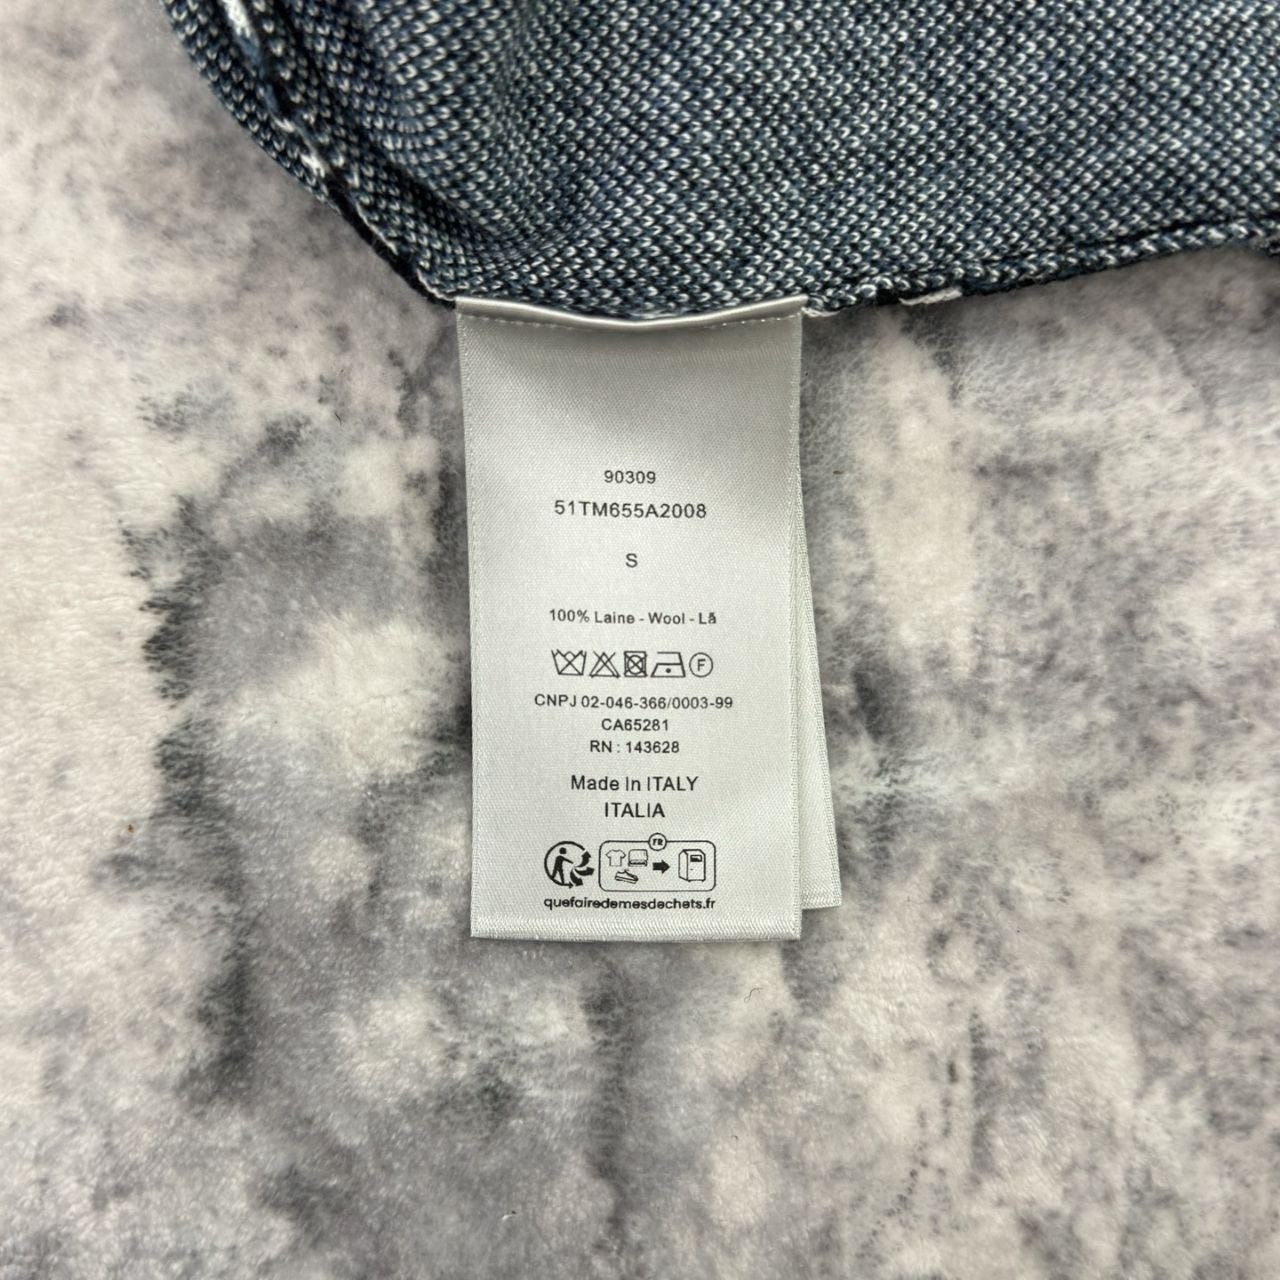 90309
51TM655A2008
S
100% Laine - Wool - Lã
F
CNPJ 02-046-366/0003-99
CA65281
RN : 143628
Made In ITALY
ITALIA
FR
quefairedemesdechets.fr